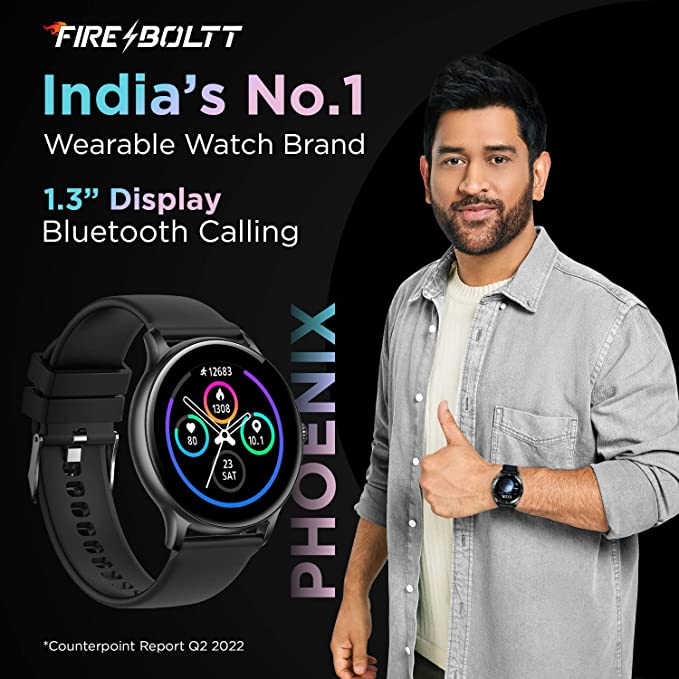 FIRE BOLTT
India's No.1
Wearable Watch Brand
1.3" Display
Bluetooth Calling
PHOENIX
12683
1308
80
10.1
23
SAT
*Counterpoint Report Q2 2022